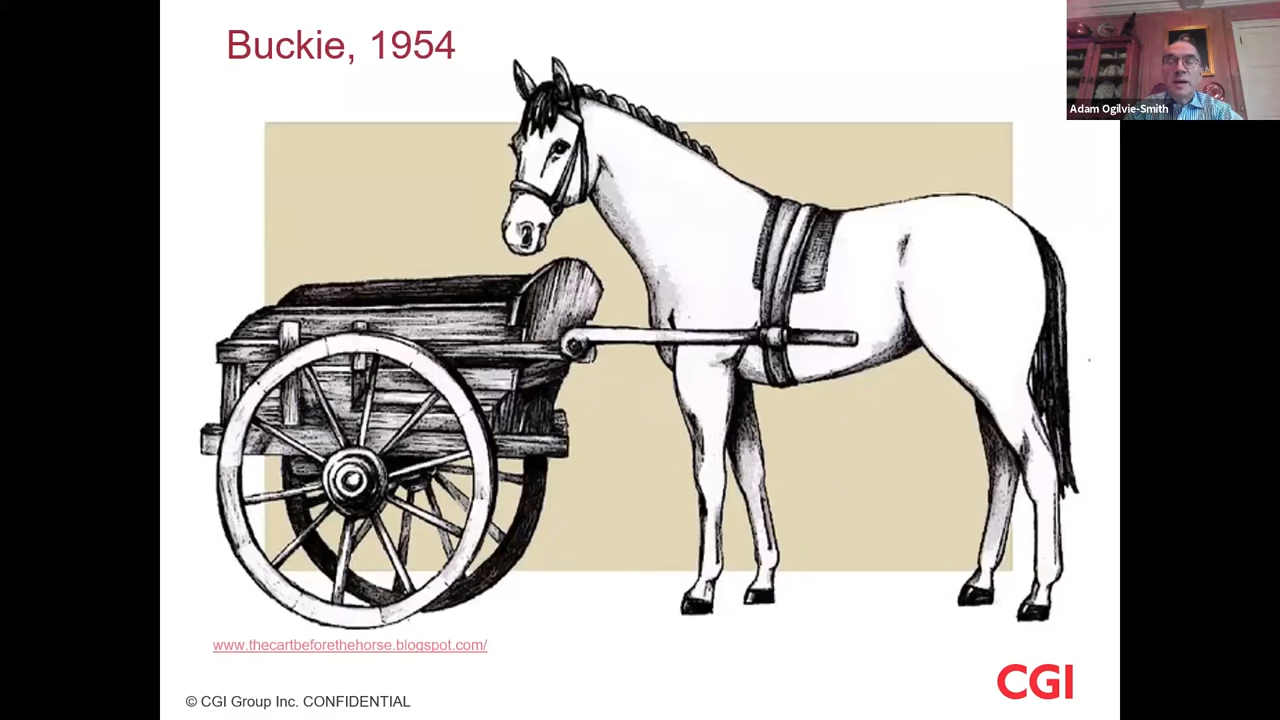 Buckie, 1954
Adam Ogilvie-Smith
www.thecartbeforethehorse.blogspot.com/
© CGI Group Inc. CONFIDENTIAL
CGI